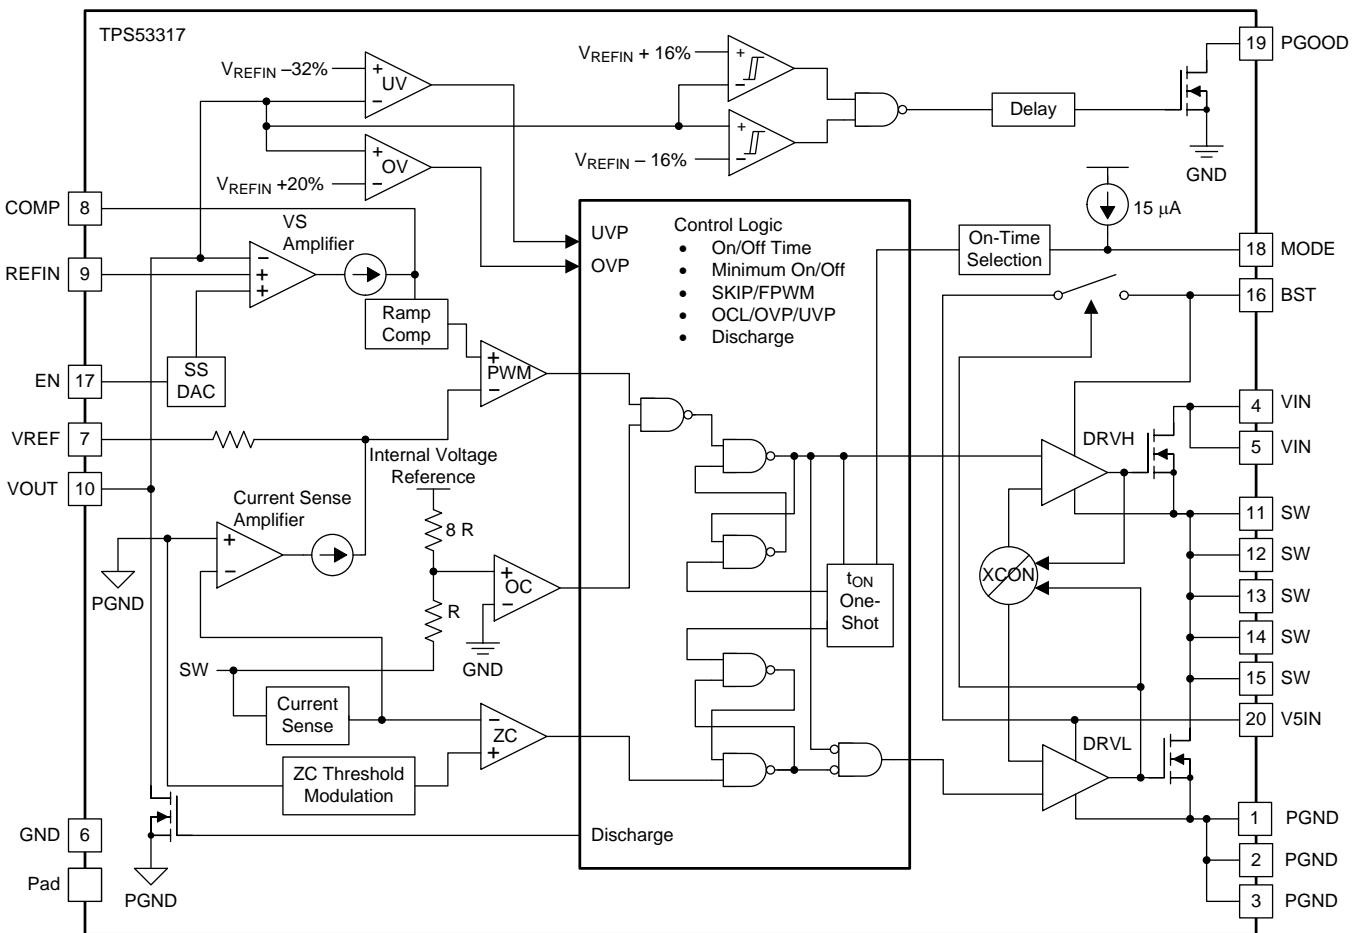 TPS53317
19 PGOOD
V_REFIN + 16%
V_REFIN –32%
+
UV
–
+
–
Delay
+
OV
–
+
–
V_REFIN – 16%
V_REFIN +20%
GND
COMP 8
15 µA
VS
Amplifier
UVP
OVP
Control Logic
• On/Off Time
• Minimum On/Off
• SKIP/FPWM
• OCL/OVP/UVP
• Discharge
On-Time
Selection
18 MODE
REFIN 9
–
+
+
16 BST
Ramp
Comp
EN 17
SS
DAC
+
PWM
–
4 VIN
VREF 7
DRVH
5 VIN
Internal Voltage
Reference
VOUT 10
Current Sense
Amplifier
11 SW
8 R
+
–
12 SW
PGND
+
OC
–
XCON
t_ON
One-
Shot
13 SW
R
GND
14 SW
SW
15 SW
Current
Sense
–
ZC
+
20 V5IN
DRVL
ZC Threshold
Modulation
1 PGND
GND 6
Discharge
2 PGND
Pad
PGND
3 PGND